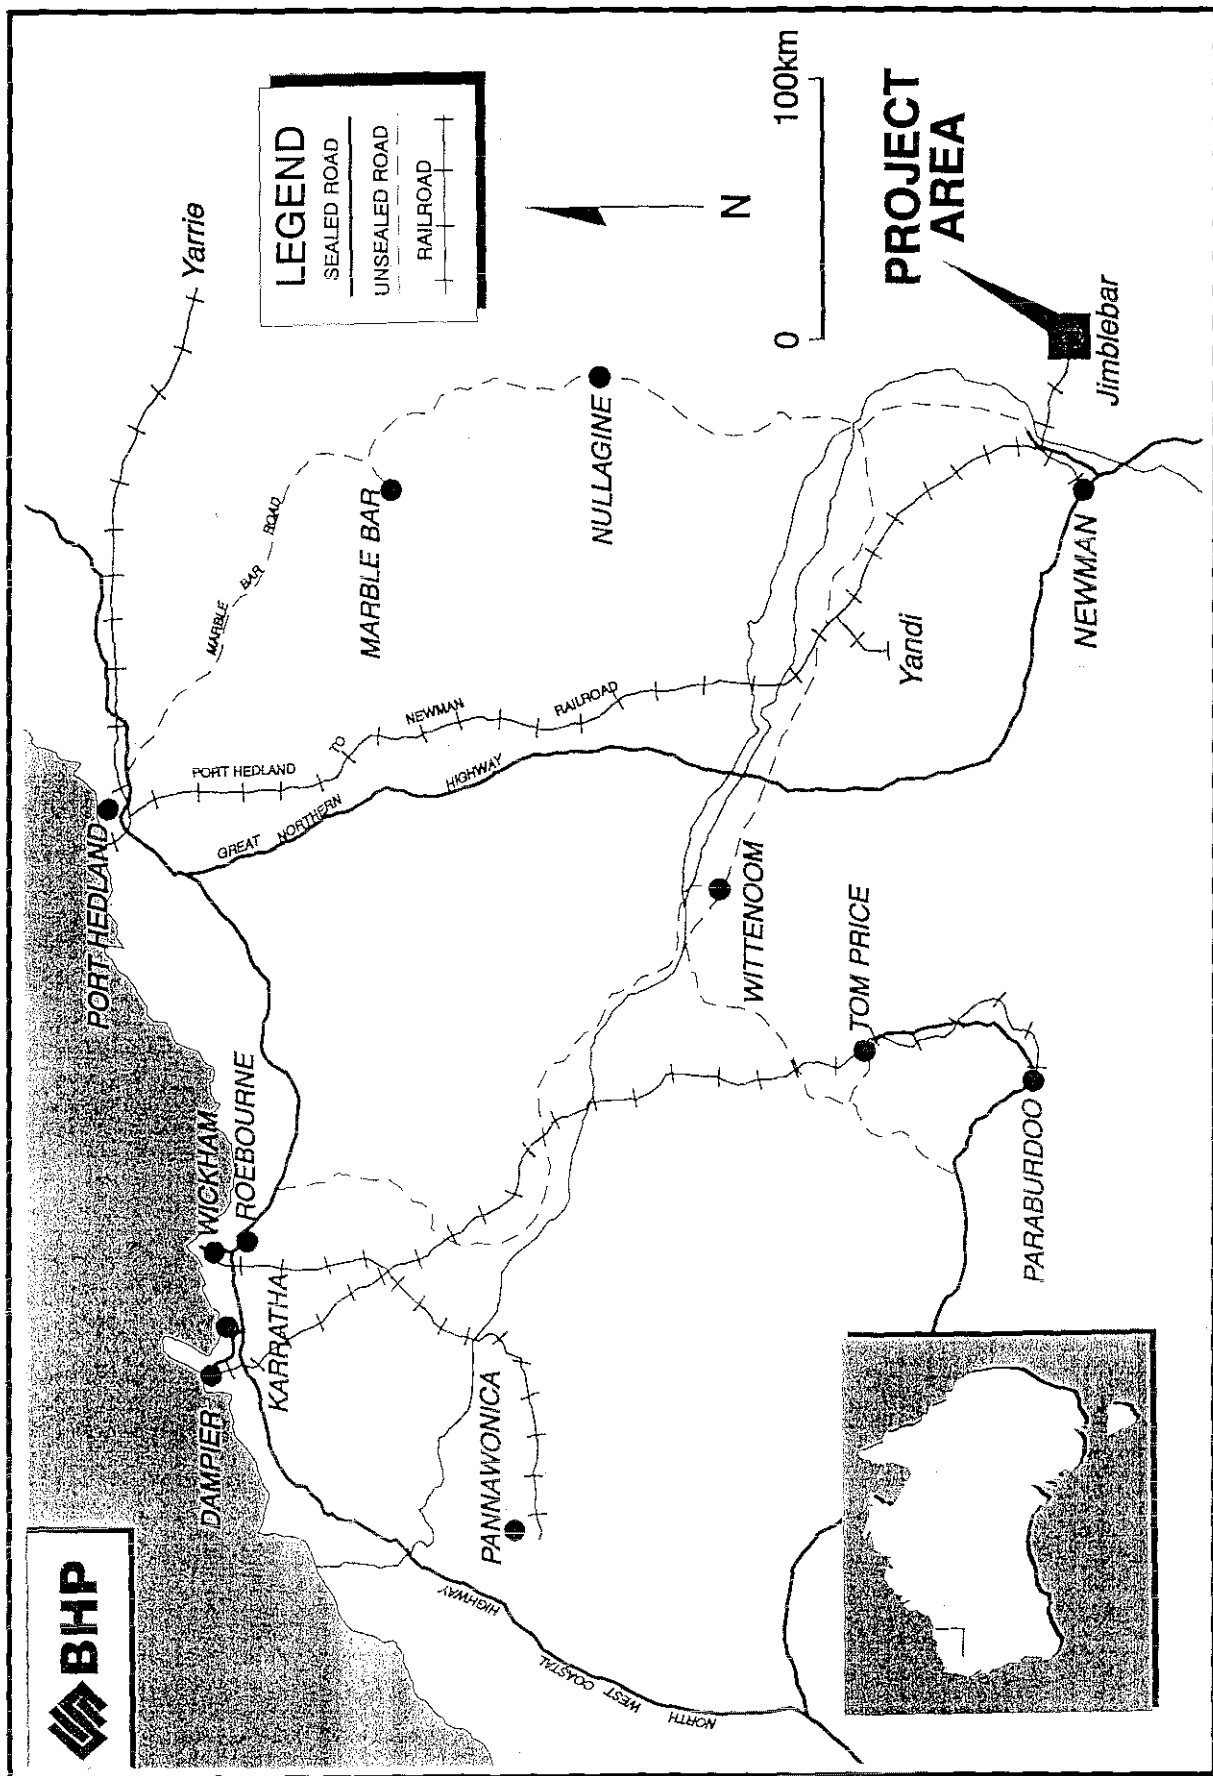 BHP
LEGEND
SEALED ROAD
UNSEALED ROAD
RAILROAD
Yarrie
PORT HEDLAND
WICKHAM
ROEBOURNE
DAMPIER
KARRATHA
MARBLE BAR ROAD
MARBLE BAR
PORT HEDLAND TO NEWMAN RAILROAD
GREAT NORTHERN HIGHWAY
N
NULLAGINE
PANNAWONICA
NORTH WEST COASTAL HIGHWAY
WITTENOOM
TOM PRICE
Yandi
0 100km
PROJECT
AREA
Jimblebar
NEWMAN
PARABURDOO